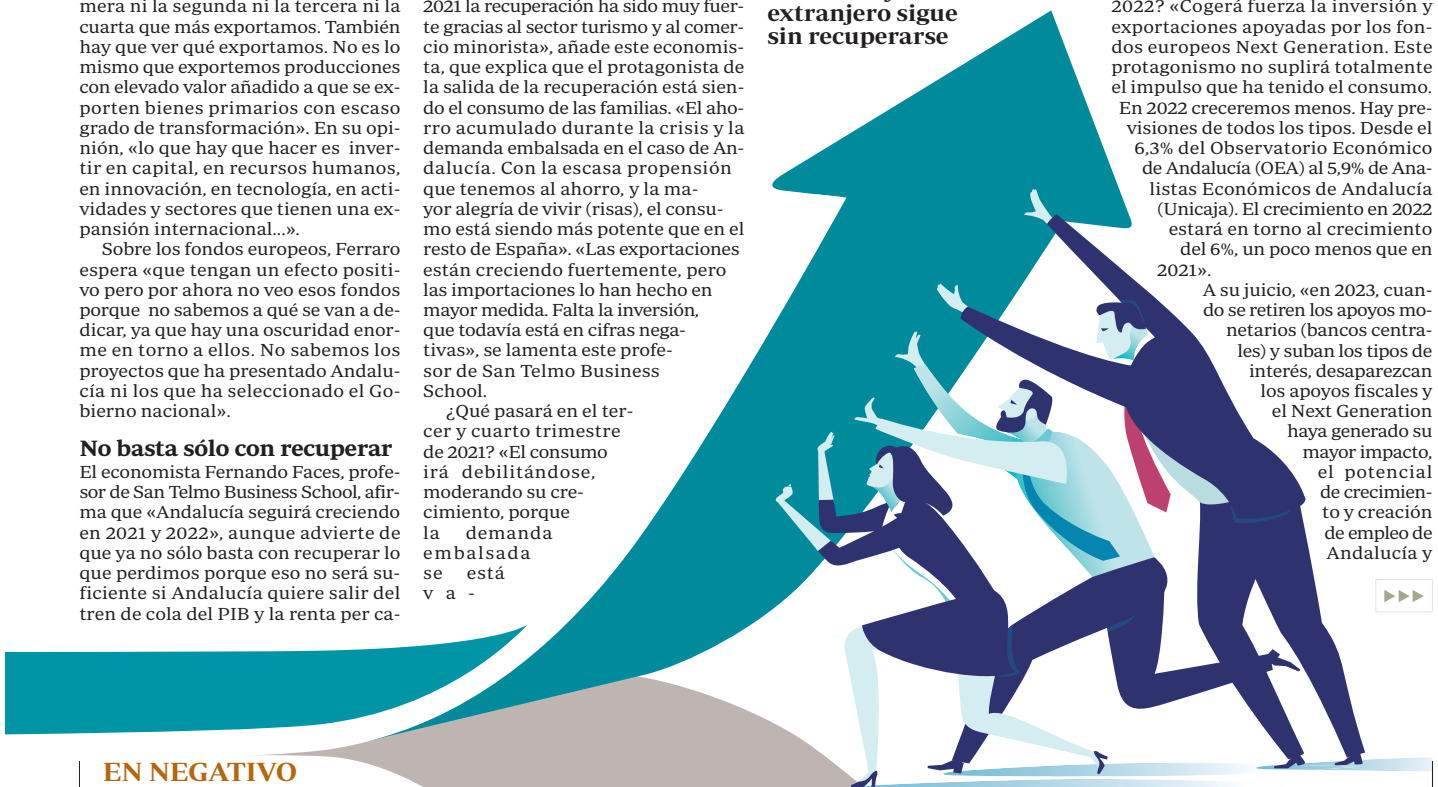 mera ni la segunda ni la tercera ni la
cuarta que más exportamos. También
hay que ver qué exportamos. No es lo
mismo que exportemos producciones
con elevado valor añadido a que se ex-
porten bienes primarios con escaso
grado de transformación». En su opi-
nión, «lo que hay que hacer es inver-
tir en capital, en recursos humanos,
en innovación, en tecnología, en acti-
vidades y sectores que tienen una ex-
pansión internacional...».
Sobre los fondos europeos, Ferraro
espera «que tengan un efecto positi-
vo pero por ahora no veo esos fondos
porque no sabemos a qué se van a de-
dicar, ya que hay una oscuridad enor-
me en torno a ellos. No sabemos los
proyectos que ha presentado Andalu-
cía ni los que ha seleccionado el Go-
bierno nacional».
No basta sólo con recuperar
El economista Fernando Faces, profe-
sor de San Telmo Business School, afir-
ma que «Andalucía seguirá creciendo
en 2021 y 2022», aunque advierte de
que ya no sólo basta con recuperar lo
que perdimos porque eso no será su-
ficiente si Andalucía quiere salir del
tren de cola del PIB y la renta per ca-
2021 la recuperación ha sido muy fuer-
te gracias al sector turismo y al comer-
cio minorista», añade este economis-
ta, que explica que el protagonista de
la salida de la recuperación está sien-
do el consumo de las familias. «El aho-
rro acumulado durante la crisis y la
demanda embalsada en el caso de An-
dalucía. Con la escasa propensión
que tenemos al ahorro, y la ma-
yor alegría de vivir (risas), el consu-
mo está siendo más potente que en el
resto de España». «Las exportaciones
están creciendo fuertemente, pero
las importaciones lo han hecho en
mayor medida. Falta la inversión,
que todavía está en cifras nega-
tivas», se lamenta este profe-
sor de San Telmo Business
School.
¿Qué pasará en el ter-
cer y cuarto trimestre
de 2021? «El consumo
irá debilitándose,
moderando su cre-
cimiento, porque
la demanda
embalsada
se está
va-
extranjero sigue
sin recuperarse
2022? «Cogerá fuerza la inversión y
exportaciones apoyadas por los fon-
dos europeos Next Generation. Este
protagonismo no suplirá totalmente
el impulso que ha tenido el consumo.
En 2022 creceremos menos. Hay pre-
visiones de todos los tipos. Desde el
6,3% del Observatorio Económico
de Andalucía (OEA) al 5,9% de Ana-
listas Económicos de Andalucía
(Unicaja). El crecimiento en 2022
estará en torno al crecimiento
del 6%, un poco menos que en
2021».
A su juicio, «en 2023, cuan-
do se retiren los apoyos mo-
netarios (bancos centra-
les) y suban los tipos de
interés, desaparezcan
los apoyos fiscales y
el Next Generation
haya generado su
mayor impacto,
el potencial
de crecimien-
to y creación
de empleo de
Andalucía y
EN NEGATIVO